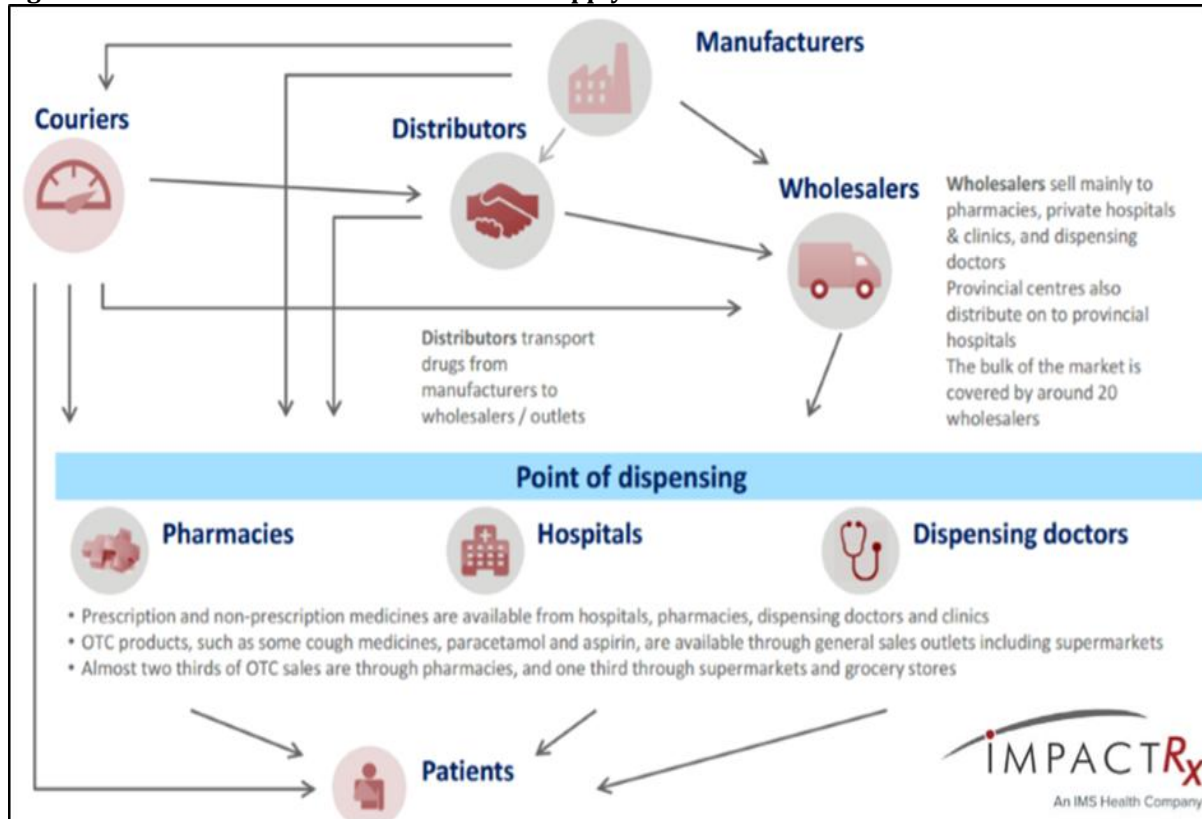 Manufacturers
Couriers
Distributors
Wholesalers
Wholesalers sell mainly to
pharmacies, private hospitals
& clinics, and dispensing
doctors
Provincial centres also
distribute on to provincial
hospitals
The bulk of the market is
covered by around 20
wholesalers
Distributors transport
drugs from
manufacturers to
wholesalers / outlets
Point of dispensing
Pharmacies
Hospitals
Dispensing doctors
• Prescription and non-prescription medicines are available from hospitals, pharmacies, dispensing doctors and clinics
• OTC products, such as some cough medicines, paracetamol and aspirin, are available through general sales outlets including supermarkets
• Almost two thirds of OTC sales are through pharmacies, and one third through supermarkets and grocery stores
Patients
iMPACTRx
An IMS Health Company